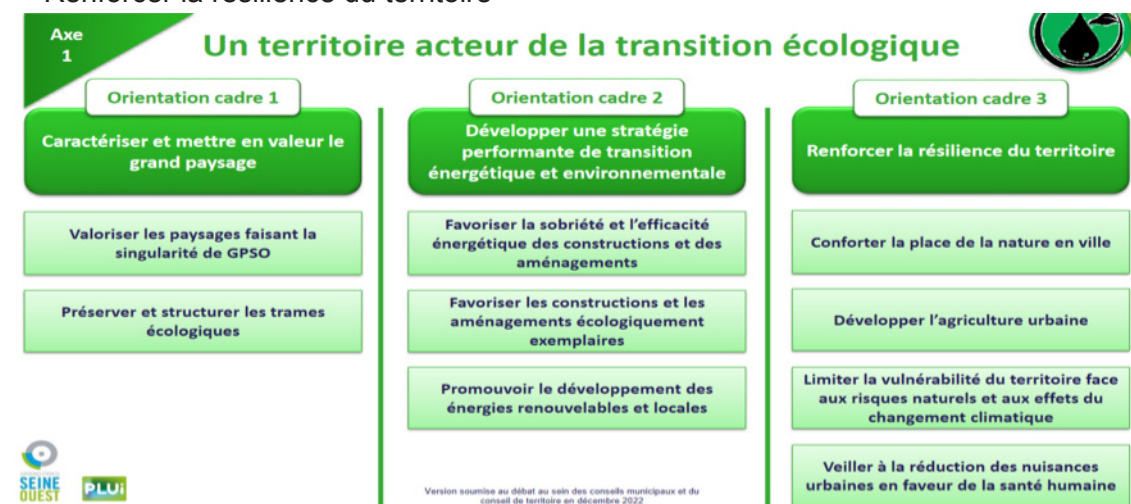 Renforcer la résilience du territoire
Axe
1
Un territoire acteur de la transition écologique
Orientation cadre 1
Caractériser et mettre en valeur le
grand paysage
Valoriser les paysages faisant la
singularité de GPSO
Préserver et structurer les trames
écologiques
Orientation cadre 2
Développer une stratégie
performante de transition
énergétique et environnementale
Favoriser la sobriété et l'efficacité
énergétique des constructions et des
aménagements
Favoriser les constructions et les
aménagements écologiquement
exemplaires
Promouvoir le développement des
énergies renouvelables et locales
Orientation cadre 3
Renforcer la résilience du territoire
Conforter la place de la nature en ville
Développer l'agriculture urbaine
Limiter la vulnérabilité du territoire face
aux risques naturels et aux effets du
changement climatique
Veiller à la réduction des nuisances
urbaines en faveur de la santé humaine
SEINE
OUEST
PLUi
Version soumise au débat au sein des conseils municipaux et du
conseil de territoire en décembre 2022